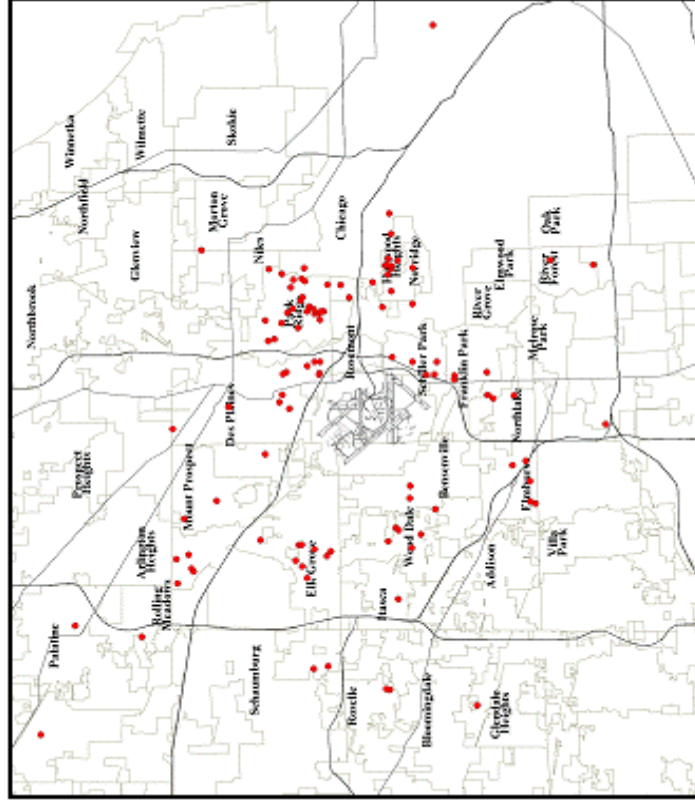 Winnetka
Northfield
Wilmette
Northbrook
Glenview
Morton
Grove
Skokie
Niles
Prospect
Heights
Des Plaines
Park
Ridge
Chicago
Palatine
Arlington
Heights
Mount Prospect
Rolling
Meadows
Rosemont
Harwood
Heights
Norridge
Schiller Park
Elk Grove
Schaumburg
Franklin Park
River
Grove
Elmwood
Park
Wood Dale
Bensenville
Itasca
Roselle
Northlake
Melrose
Park
River
Forest
Oak
Park
Addison
Elmhurst
Villa
Park
Bloomingdale
Glendale
Heights